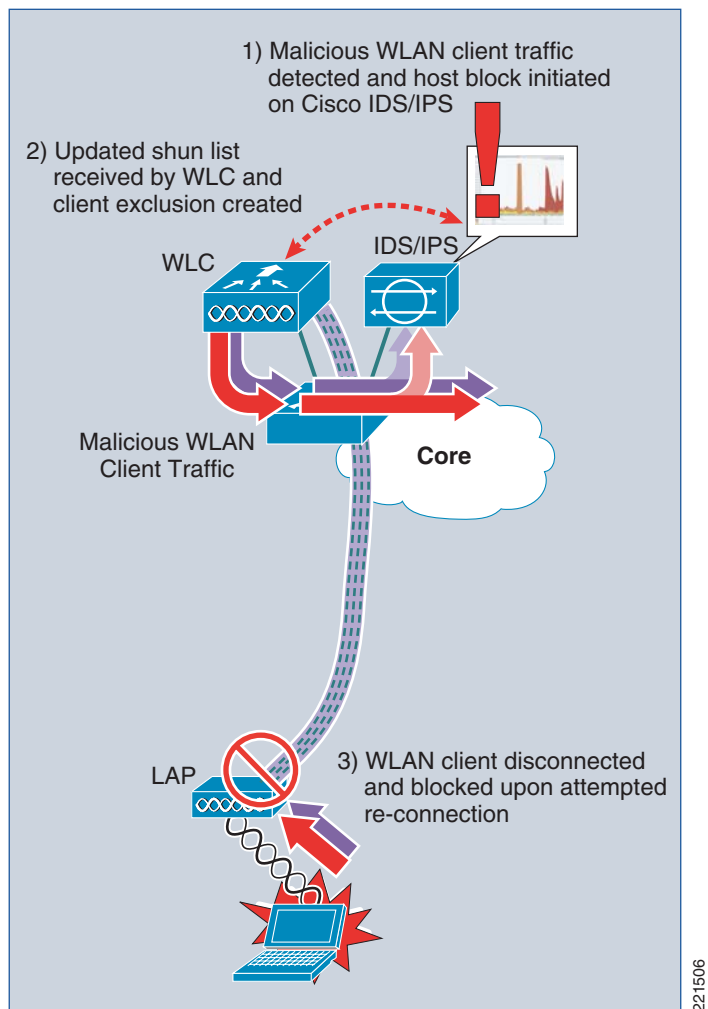 1) Malicious WLAN client traffic
detected and host block initiated
on Cisco IDS/IPS
2) Updated shun list
received by WLC and
client exclusion created
IDS/IPS
WLC
Malicious WLAN
Client Traffic
Core
3) WLAN client disconnected
and blocked upon attempted
re-connection
LAP
221506